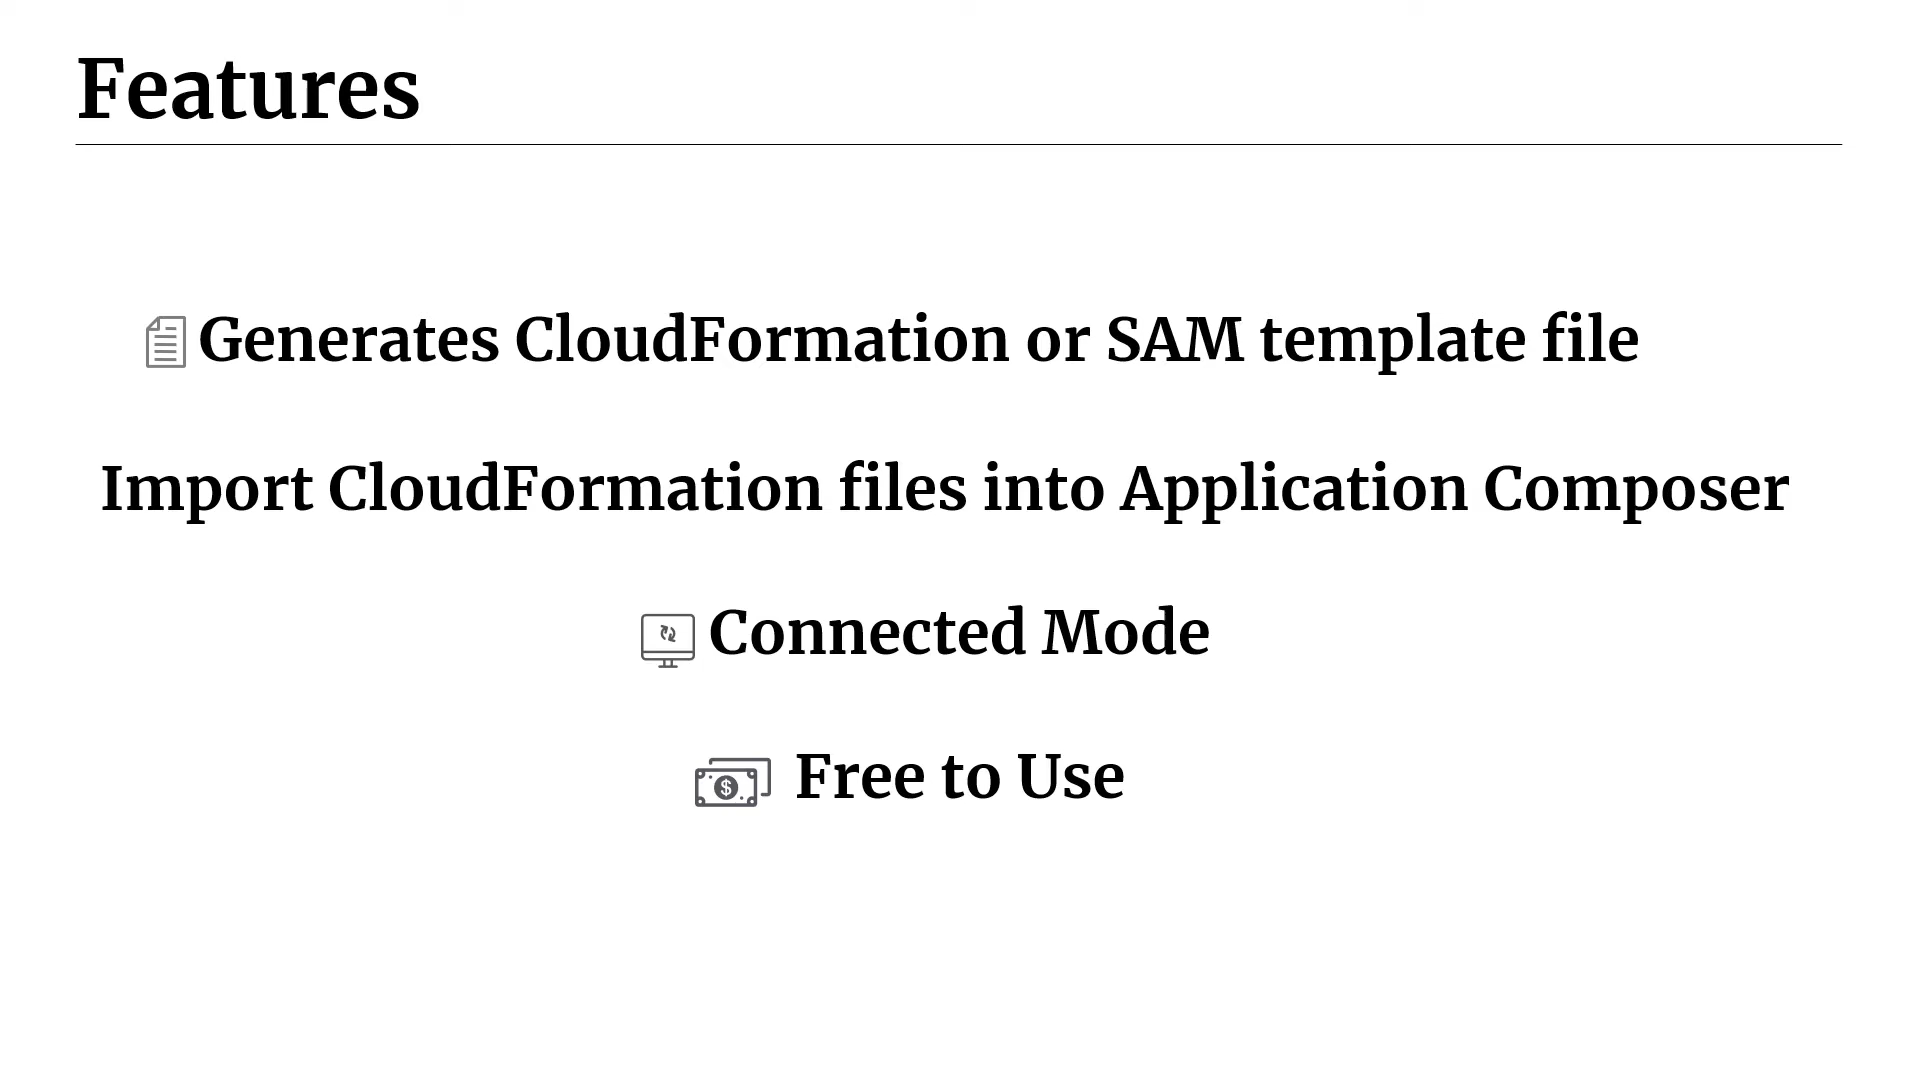 Features
Generates CloudFormation or SAM template file
Import CloudFormation files into Application Composer
Connected Mode
$ Free to Use